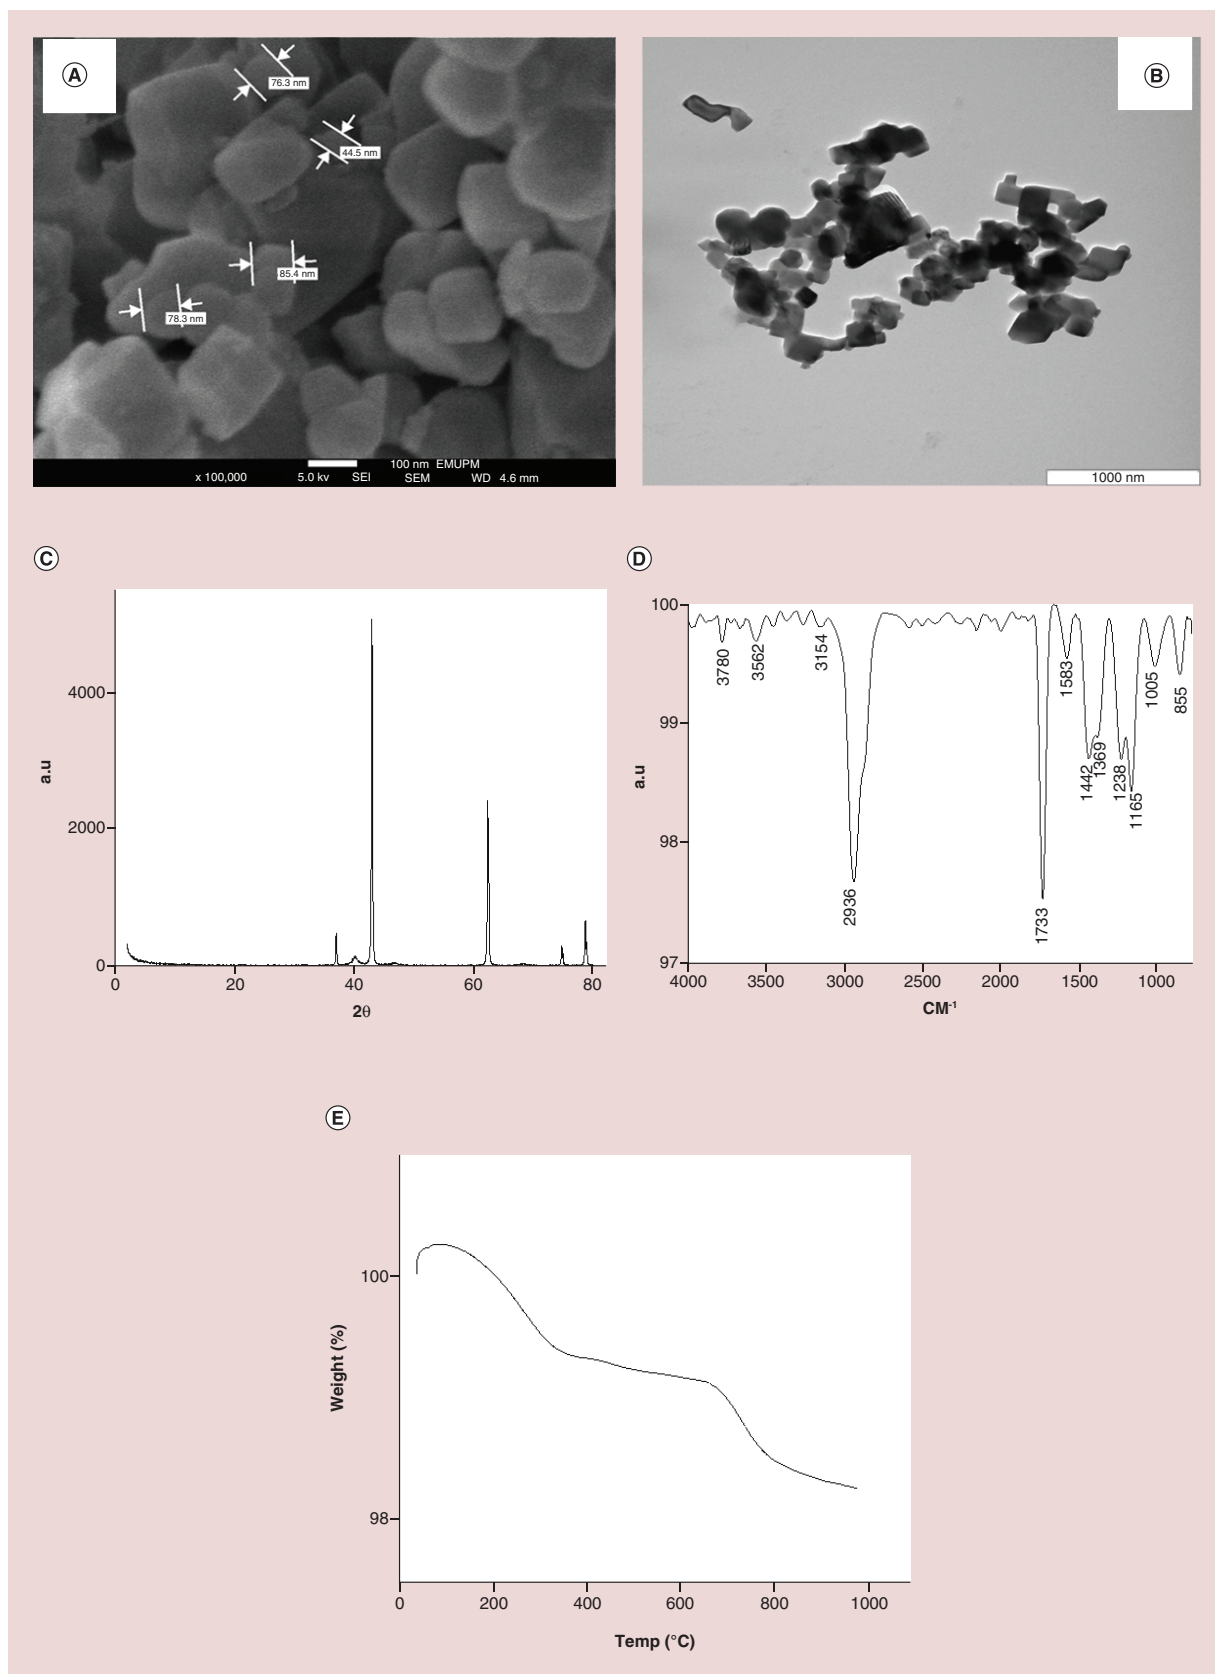 A
B
76.3 nm
44.5 nm
85.4 nm
78.3 nm
100 nm EMUPM
x 100,000 5.0 kv SEI SEM WD 4.6 mm
1000 nm
C
D
a.u
4000
2000
0
0 20 40 60 80
2θ
a.u
100
99
98
97
3780
3562
3154
2936
1733
1583
1442
1369
1238
1165
1005
855
4000 3500 3000 2500 2000 1500 1000
CM-1
E
Weight (%)
100
98
0 200 400 600 800 1000
Temp (°C)